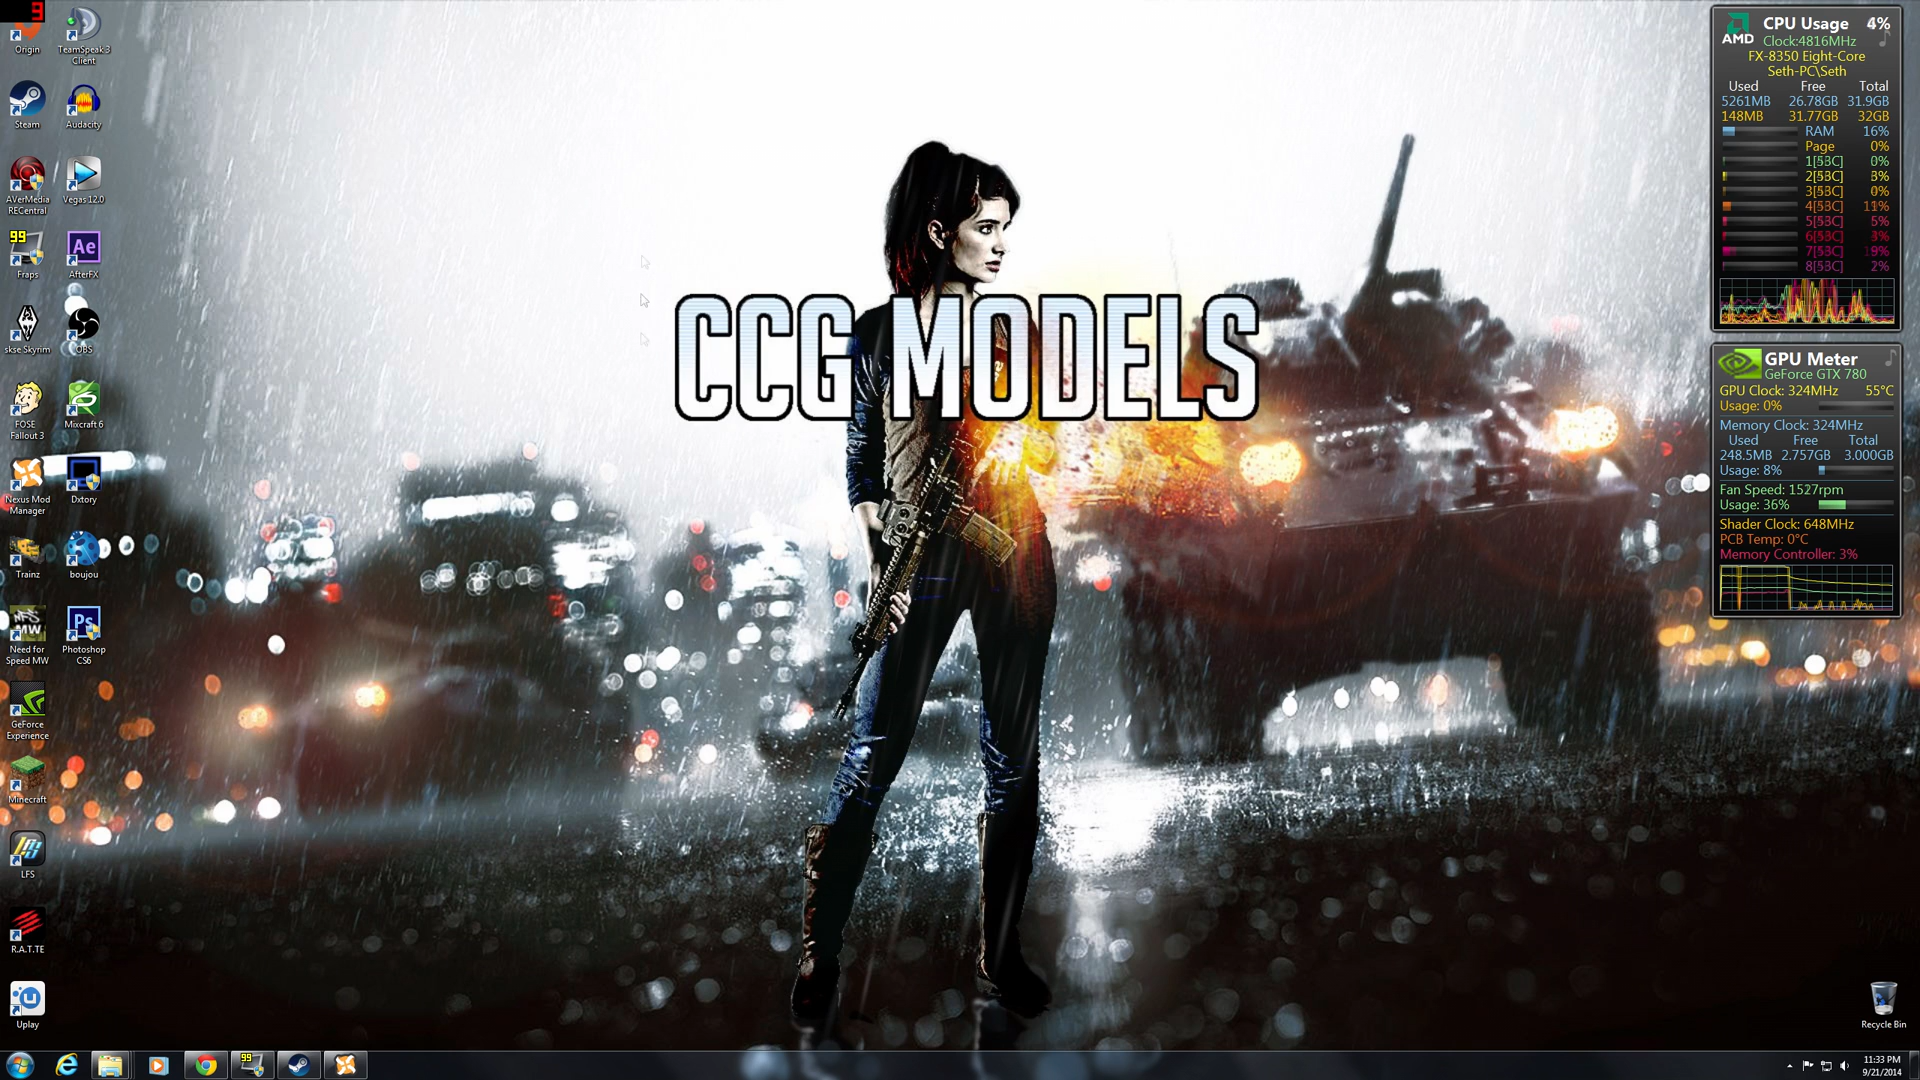 9
Origin
TeamSpeak 3
Client
Steam
Audacity
AVerMedia
RECentral
Vegas 12.0
99
Fraps
Ae
AfterFX
skse Skyrim
OBS
FOSE
Fallout 3
Mixcraft 6
Nexus Mod
Manager
Dxtory
Trainz
boujou
NFS
MW
Need for
Speed MW
Ps
Photoshop
CS6
GeForce
Experience
Minecraft
LFS
R.A.T.TE
Uplay
CCG MODELS
AMD
CPU Usage 4%
Clock:4816MHz
FX-8350 Eight-Core
Seth-PC\Seth
Used Free Total
5261MB 26.78GB 31.9GB
148MB 31.77GB 32GB
RAM 16%
Page 0%
1[53C] 0%
2[53C] 3%
3[53C] 0%
4[53C] 11%
5[53C] 5%
6[53C] 3%
7[53C]
8[53C] 2%
GPU Meter
GeForce GTX 780
GPU Clock: 324MHz 55°C
Usage: 0%
Memory Clock: 324MHz
Used Free Total
248.5MB 2.757GB 3.000GB
Usage: 8%
Fan Speed: 1527rpm
Usage: 36%
Shader Clock: 648MHz
PCB Temp: 0°C
Memory Controller: 3%
Recycle Bin
99
11:33 PM
9/21/2014